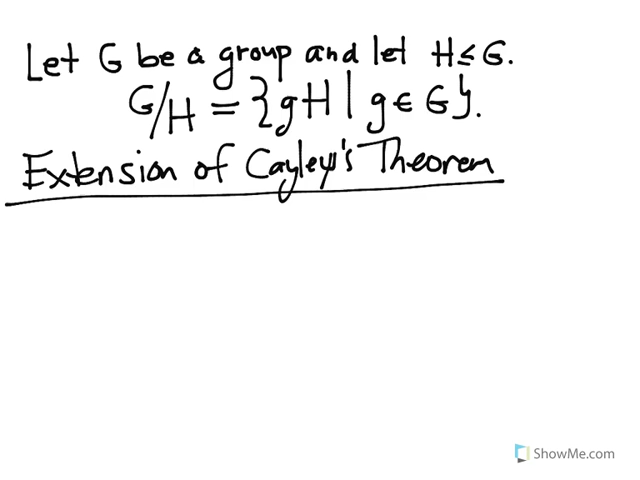 Let G be a group and let H ≤ G.
G/H = {gH | g ∈ G}.
Extension of Cayley's Theorem
ShowMe.com